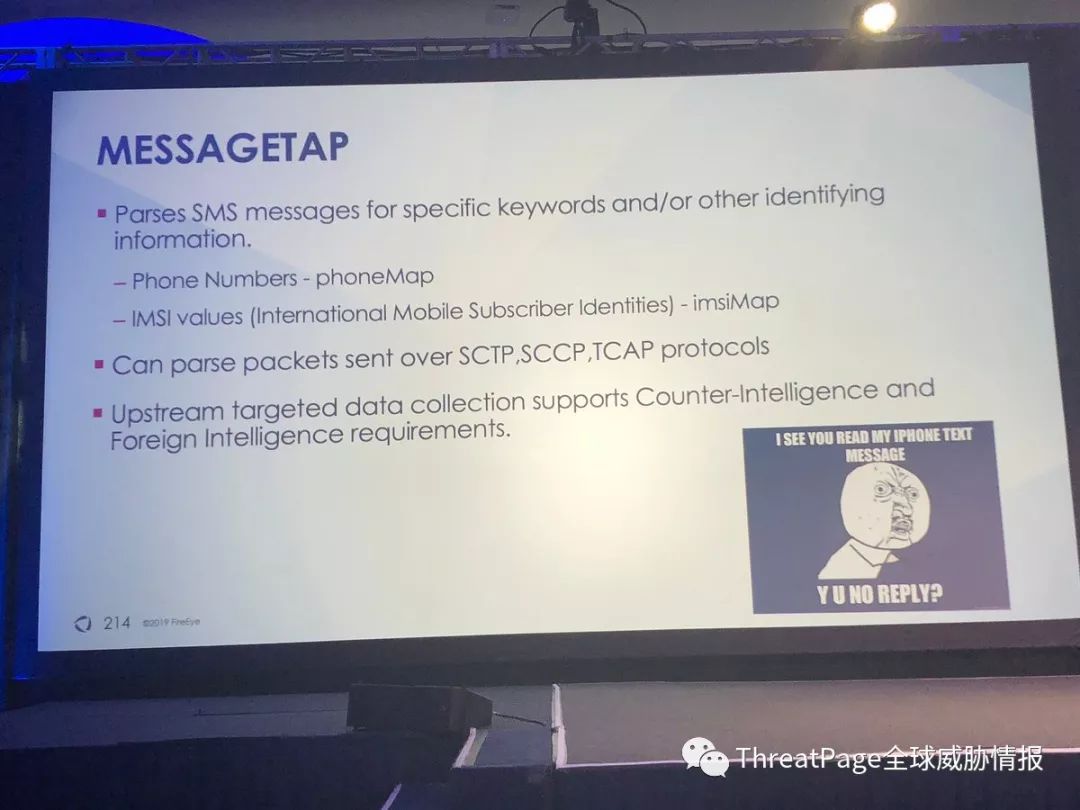 MESSAGETAP
▪ Parses SMS messages for specific keywords and/or other identifying
information.
– Phone Numbers - phoneMap
– IMSI values (International Mobile Subscriber Identities) - imsiMap
▪ Can parse packets sent over SCTP,SCCP,TCAP protocols
▪ Upstream targeted data collection supports Counter-Intelligence and
Foreign Intelligence requirements.
I SEE YOU READ MY IPHONE TEXT
MESSAGE
Y U NO REPLY?
214 ©2019 FireEye
ThreatPage全球威胁情报